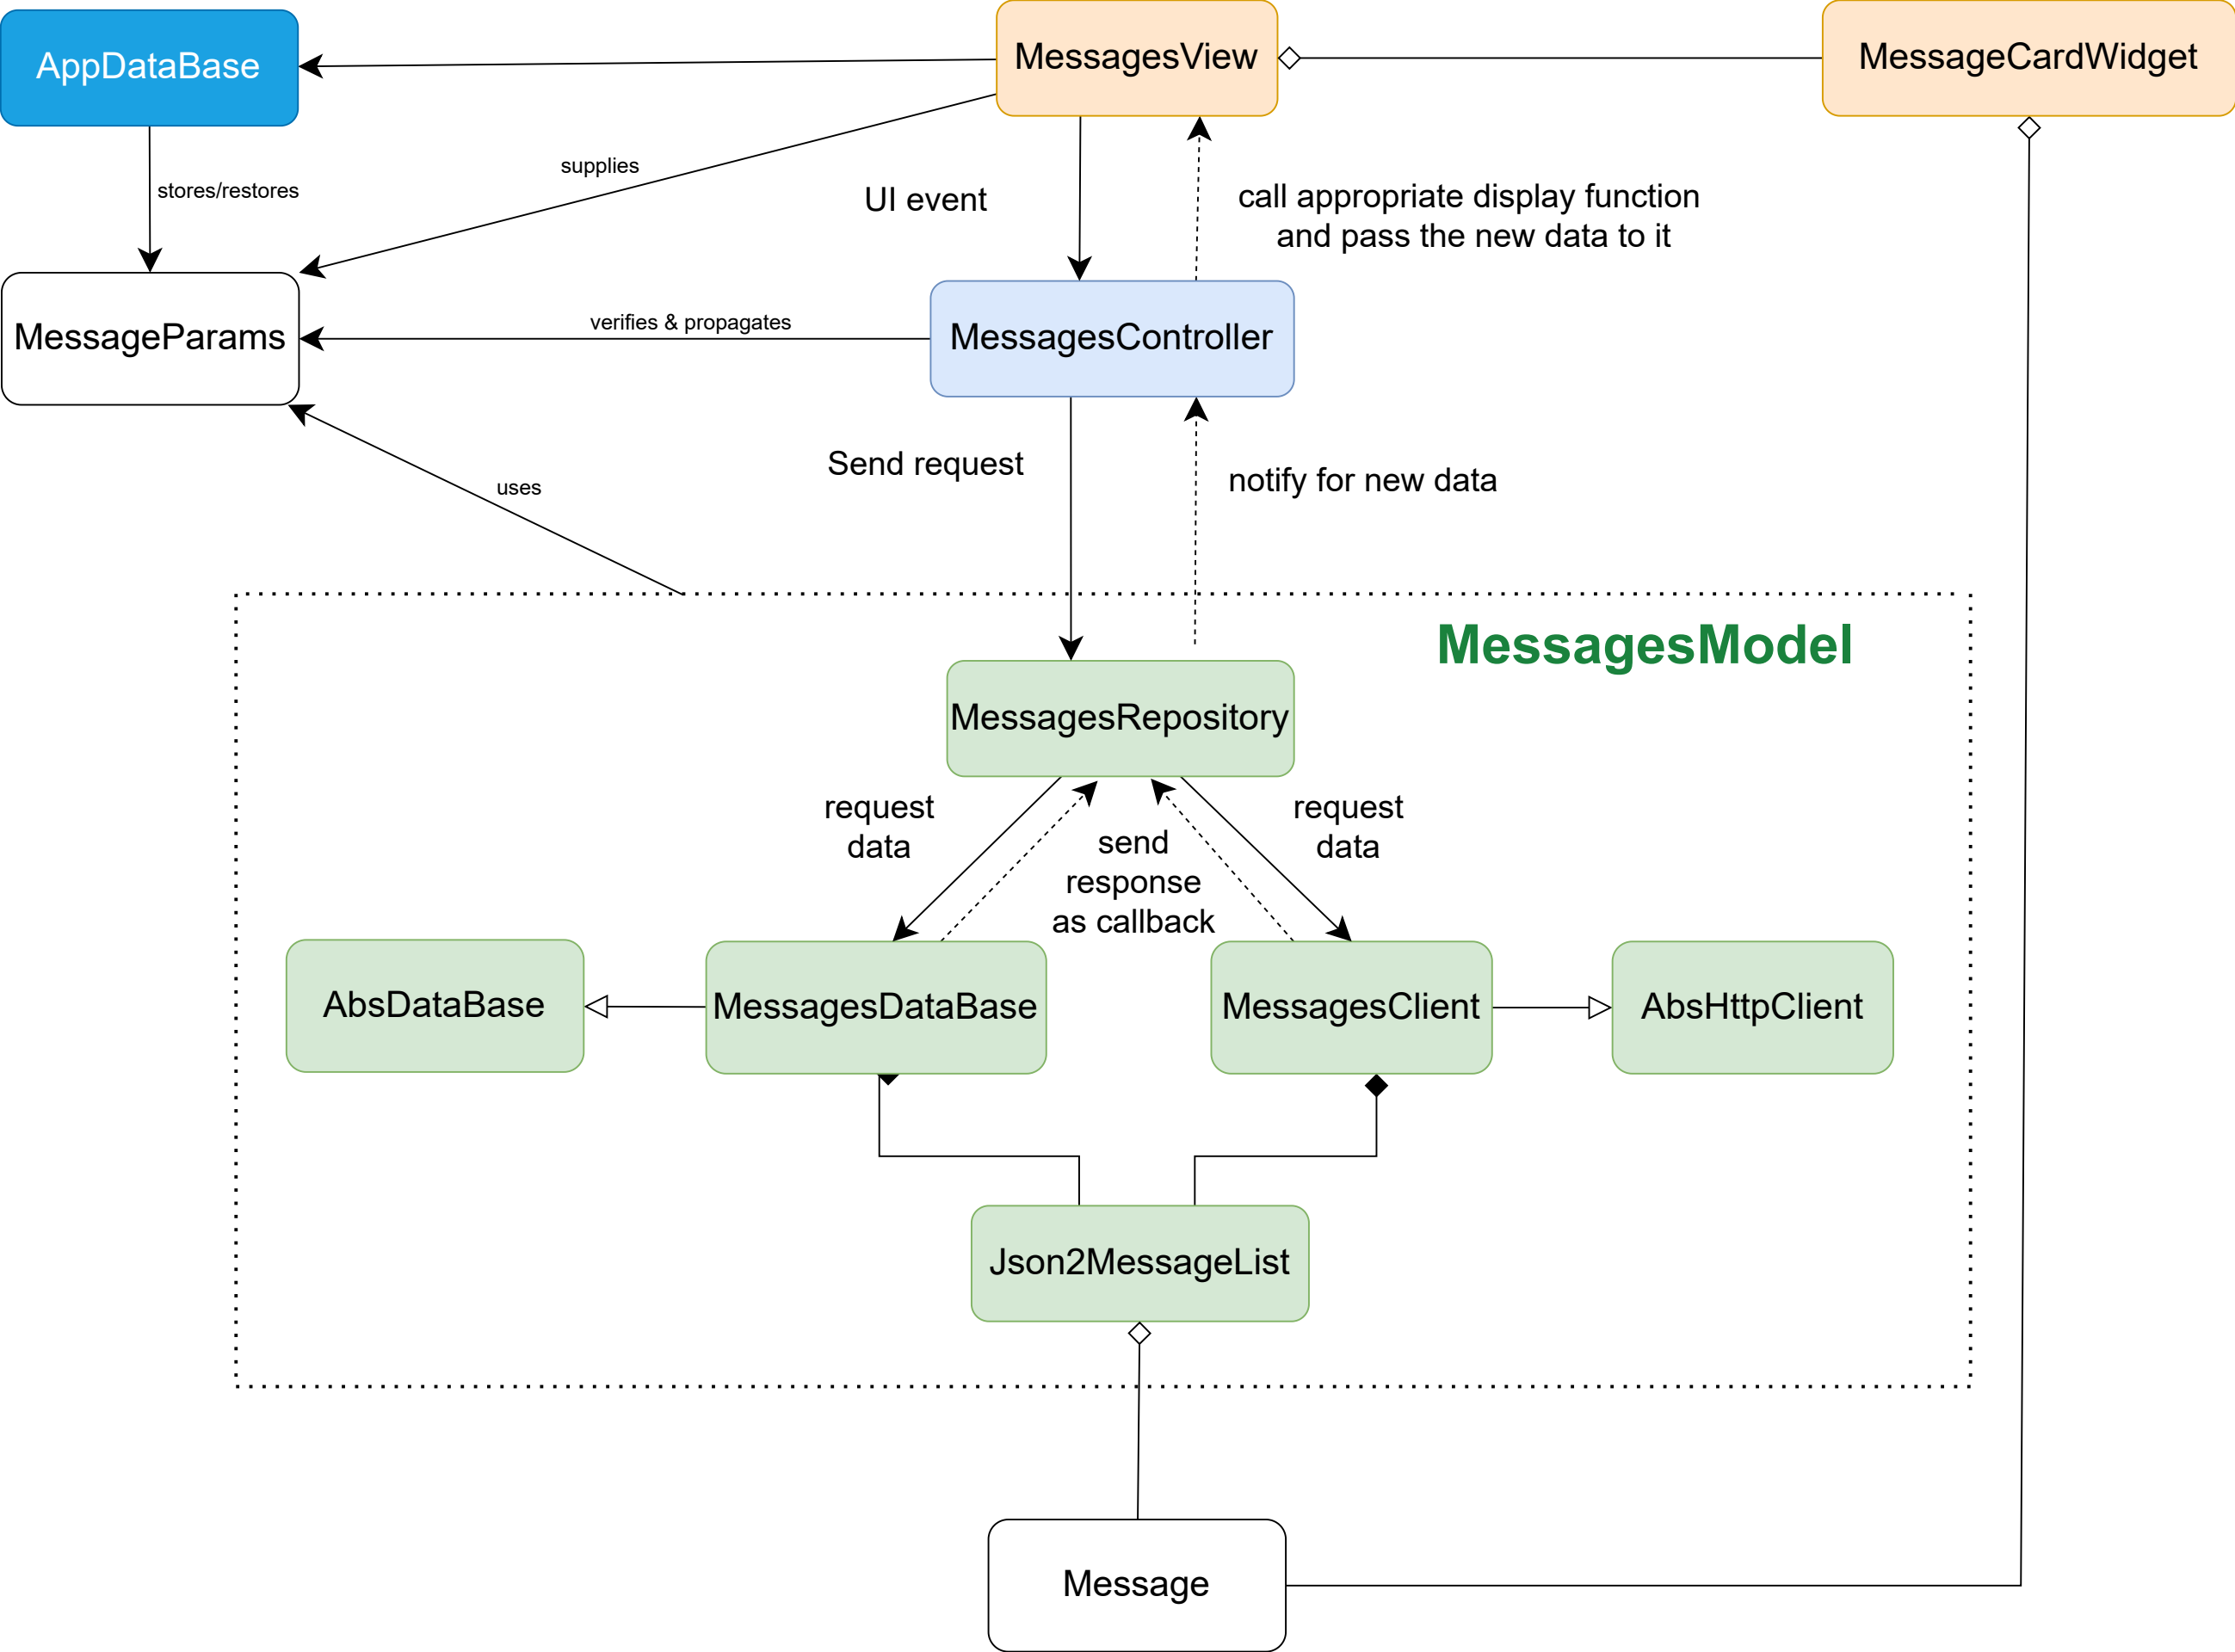 AppDataBase
MessagesView
MessageCardWidget
supplies
stores/restores
UI event
call appropriate display function
and pass the new data to it
MessageParams
verifies & propagates
MessagesController
Send request
notify for new data
uses
MessagesModel
MessagesRepository
request
data
send
response
as callback
request
data
AbsDataBase
MessagesDataBase
MessagesClient
AbsHttpClient
Json2MessageList
Message